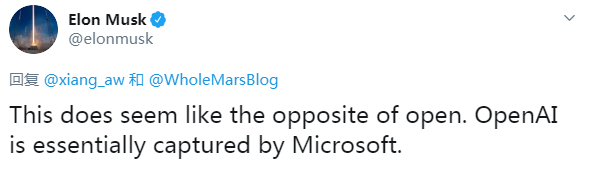 Elon Musk
@elonmusk
回复 @xiang_aw 和 @WholeMarsBlog
This does seem like the opposite of open. OpenAI
is essentially captured by Microsoft.